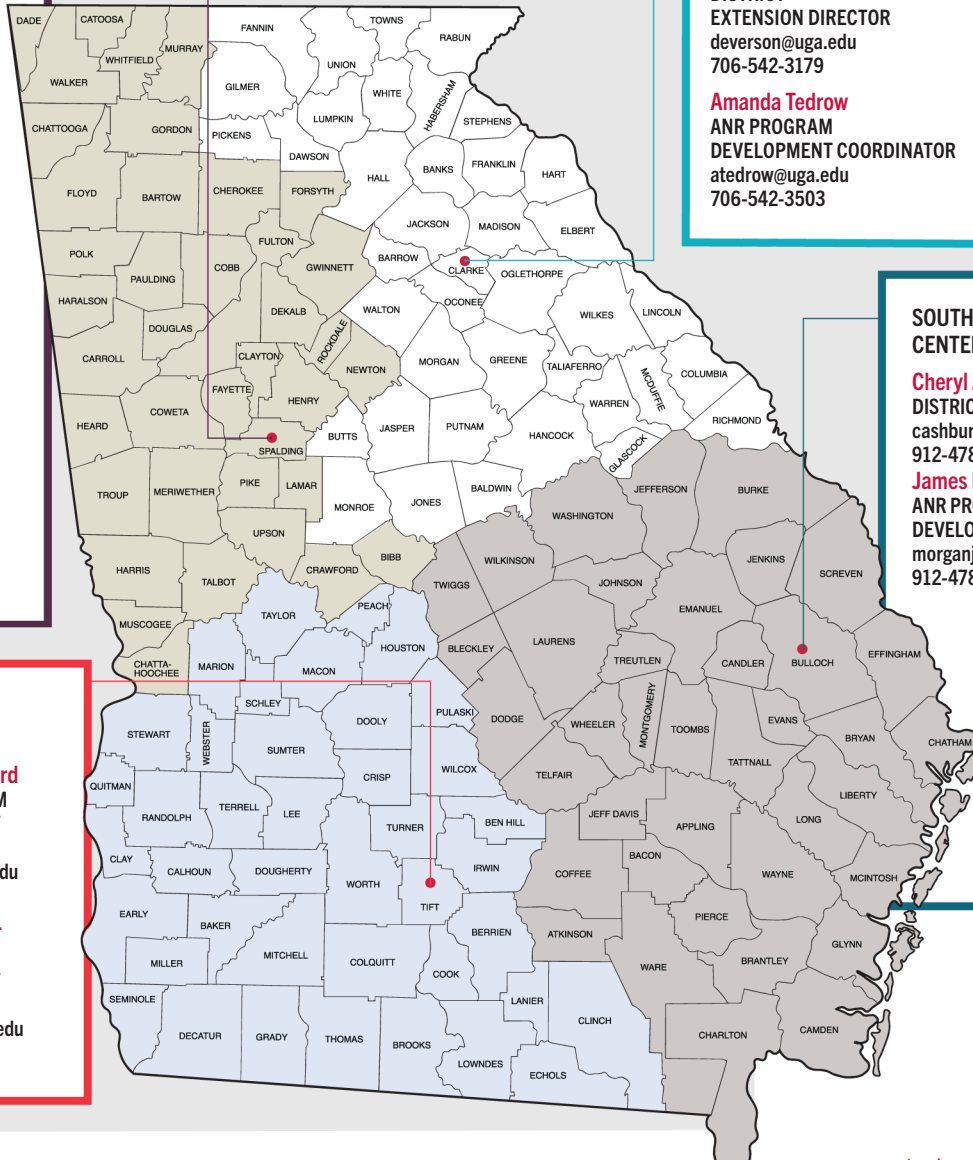 DISTRICT
EXTENSION DIRECTOR
deverson@uga.edu
706-542-3179
Amanda Tedrow
ANR PROGRAM
DEVELOPMENT COORDINATOR
atedrow@uga.edu
706-542-3503
SOUTH
CENTE
Cheryl
DISTRIC
cashbur
912-478
James
ANR PR
DEVELO
morganj
912-478
rd
M
du
edu
DADE
CATOOSA
WHITFIELD
MURRAY
FANNIN
TOWNS
RABUN
UNION
WALKER
GILMER
WHITE
HABERSHAM
LUMPKIN
STEPHENS
CHATTOOGA
GORDON
PICKENS
DAWSON
BANKS
FRANKLIN
HART
HALL
FLOYD
BARTOW
CHEROKEE
FORSYTH
JACKSON
MADISON
ELBERT
POLK
FULTON
BARROW
CLARKE
OGLETHORPE
PAULDING
COBB
GWINNETT
OCONEE
HARALSON
DEKALB
WALTON
WILKES
LINCOLN
DOUGLAS
ROCKDALE
CARROLL
CLAYTON
NEWTON
MORGAN
GREENE
TALIAFERRO
MCDUFFIE
COLUMBIA
FAYETTE
HENRY
WARREN
COWETA
HEARD
RICHMOND
SPALDING
BUTTS
JASPER
PUTNAM
HANCOCK
GLASCOCK
TROUP
MERIWETHER
PIKE
LAMAR
MONROE
JONES
BALDWIN
JEFFERSON
BURKE
WASHINGTON
UPSON
BIBB
WILKINSON
JENKINS
HARRIS
TALBOT
CRAWFORD
TWIGGS
JOHNSON
SCREVEN
TAYLOR
PEACH
EMANUEL
MUSCOGEE
HOUSTON
BLECKLEY
LAURENS
CHATTA-
HOOCHEE
MARION
MACON
TREUTLEN
CANDLER
BULLOCH
EFFINGHAM
SCHLEY
PULASKI
DODGE
MONTGOMERY
STEWART
WEBSTER
DOOLY
WHEELER
TOOMBS
EVANS
BRYAN
CHATHAM
SUMTER
WILCOX
TELFAIR
TATTNALL
QUITMAN
CRISP
LIBERTY
RANDOLPH
TERRELL
LEE
TURNER
BEN HILL
JEFF DAVIS
APPLING
LONG
CLAY
CALHOUN
DOUGHERTY
WORTH
IRWIN
COFFEE
BACON
WAYNE
MCINTOSH
TIFT
EARLY
BAKER
BERRIEN
ATKINSON
PIERCE
GLYNN
MILLER
MITCHELL
COLQUITT
COOK
WARE
BRANTLEY
SEMINOLE
LANIER
CLINCH
DECATUR
GRADY
THOMAS
BROOKS
CHARLTON
CAMDEN
LOWNDES
ECHOLS